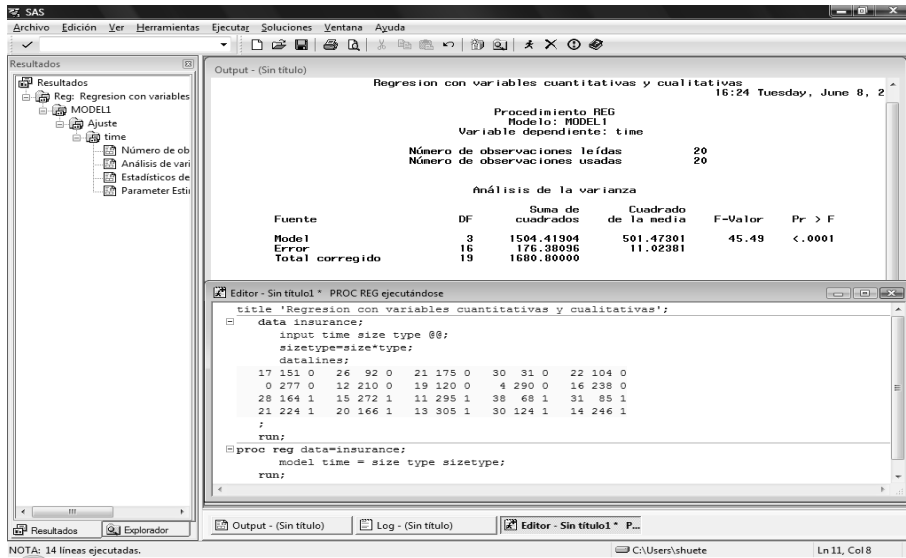 SAS
Archivo Edición Ver Herramientas Ejecutar Soluciones Ventana Ayuda
Resultados
Resultados
Reg: Regresion con variables
MODEL1
Ajuste
time
Número de ob
Análisis de vari
Estadísticos de
Parameter Esti
Resultados Explorador
Output - (Sin título)
Regresion con variables cuantitativas y cualitativas
16:24 Tuesday, June 8, 2
Procedimiento REG
Modelo: MODEL1
Variable dependiente: time
Número de observaciones leídas 20
Número de observaciones usadas 20
Análisis de la varianza
Suma de Cuadrado
Fuente DF cuadrados de la media F-Valor Pr > F
Model 3 1504.41904 501.47301 45.49 <.0001
Error 16 176.38096 11.02381
Total corregido 19 1680.80000
Editor - Sin título1 * PROC REG ejecutándose
title 'Regresion con variables cuantitativas y cualitativas';
data insurance;
input time size type @@;
sizetype=size*type;
datalines;
17 151 0 26 92 0 21 175 0 30 31 0 22 104 0
0 277 0 12 210 0 19 120 0 4 290 0 16 238 0
28 164 1 15 272 1 11 295 1 38 68 1 31 85 1
21 224 1 20 166 1 13 305 1 30 124 1 14 246 1
;
run;
proc reg data=insurance;
model time = size type sizetype;
run;
Output - (Sin título) Log - (Sin título) Editor - Sin título1 * P...
NOTA: 14 líneas ejecutadas. C:\Users\shuete Ln 11, Col 8